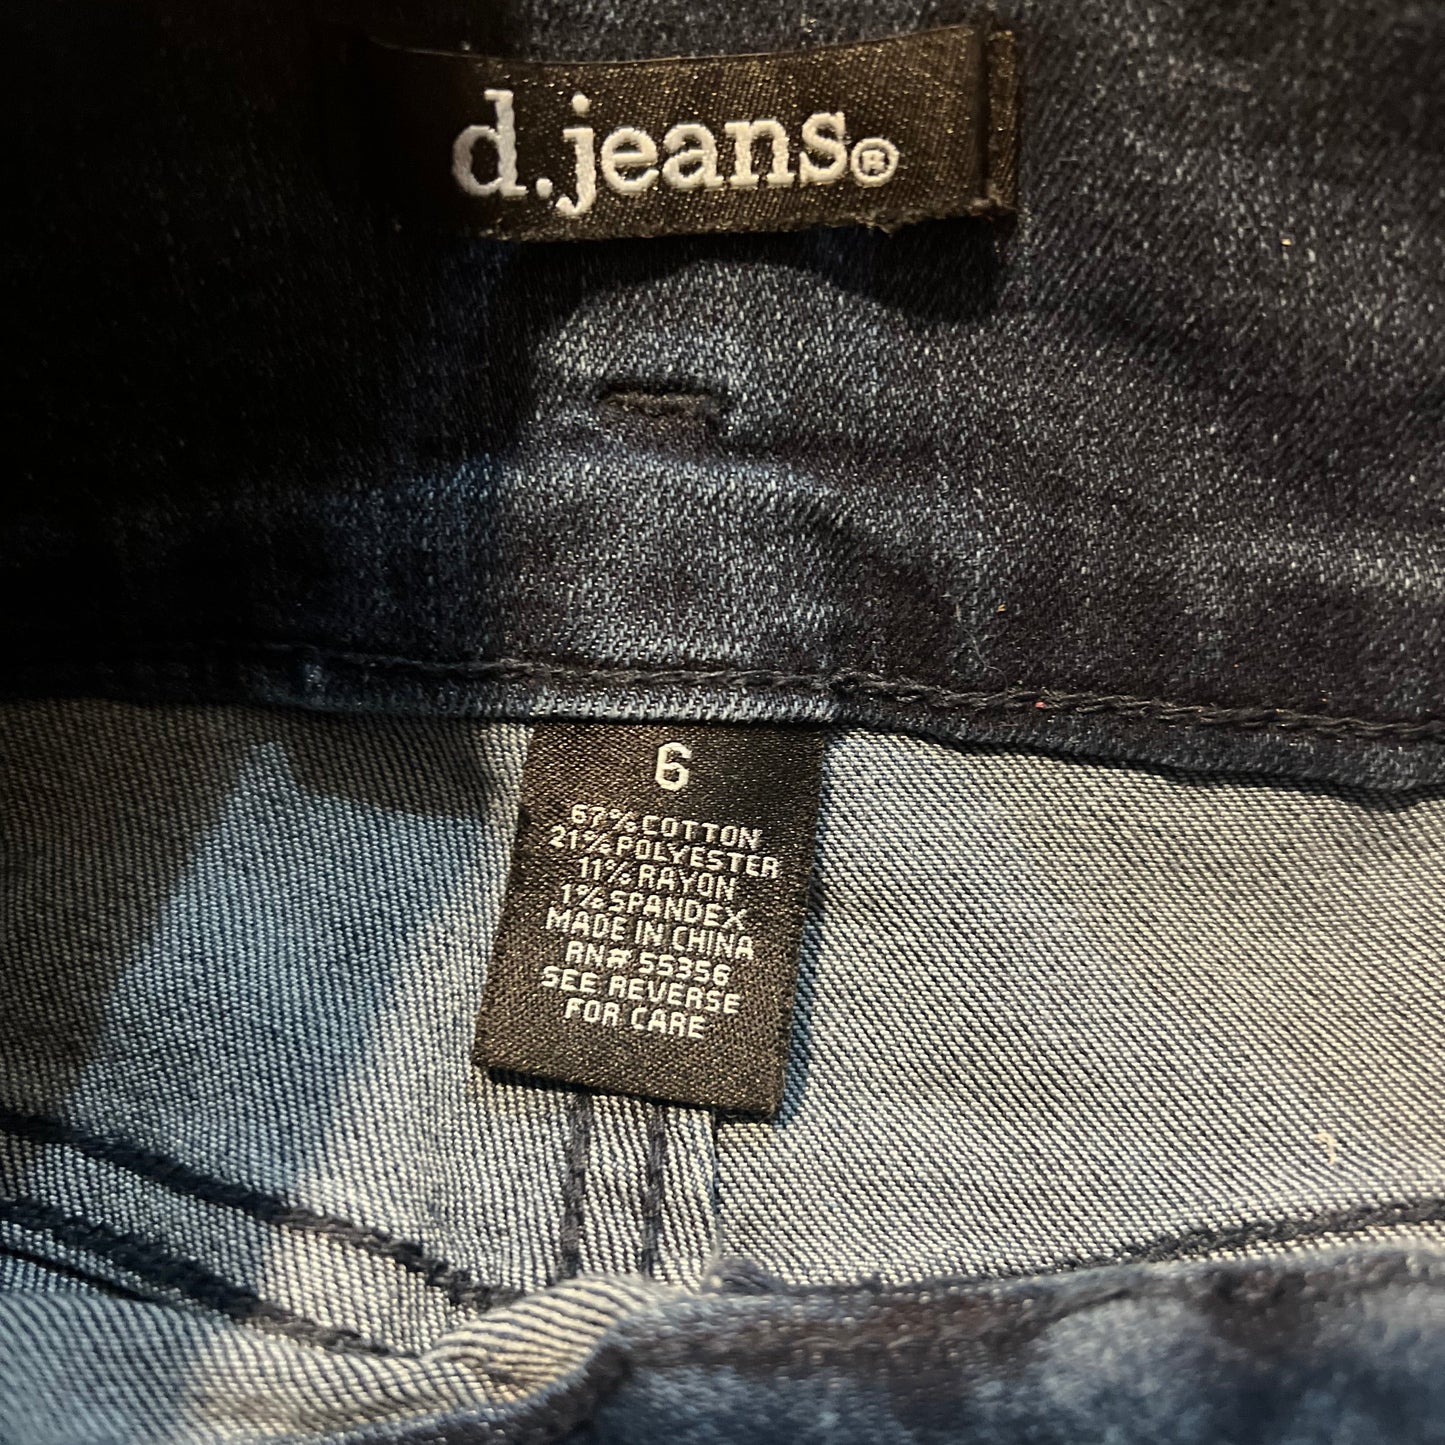 d.jeans®
6
67% COTTON
21% POLYESTER
11% RAYON
1% SPANDEX
MADE IN CHINA
RN# 55356
SEE REVERSE
FOR CARE